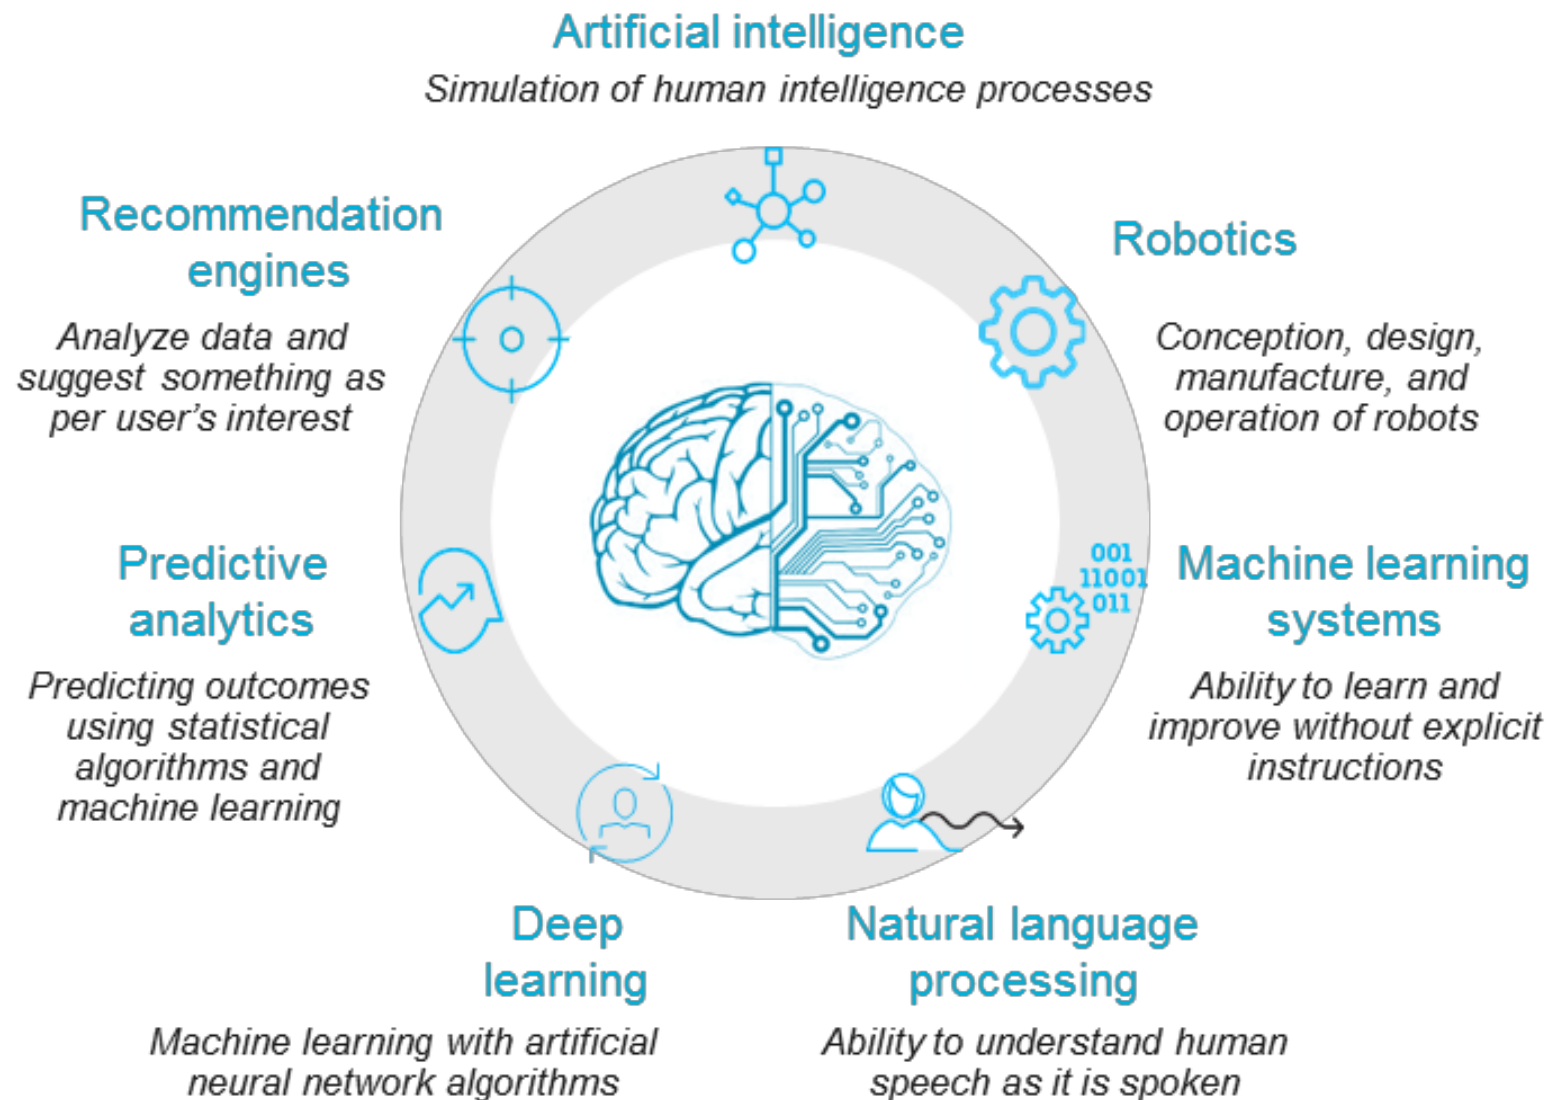 Artificial intelligence
Simulation of human intelligence processes
Recommendation
engines
Analyze data and
suggest something as
per user's interest
Robotics
Conception, design,
manufacture, and
operation of robots
Predictive
analytics
Predicting outcomes
using statistical
algorithms and
machine learning
001
11001
011
Machine learning
systems
Ability to learn and
improve without explicit
instructions
Deep
learning
Machine learning with artificial
neural network algorithms
Natural language
processing
Ability to understand human
speech as it is spoken